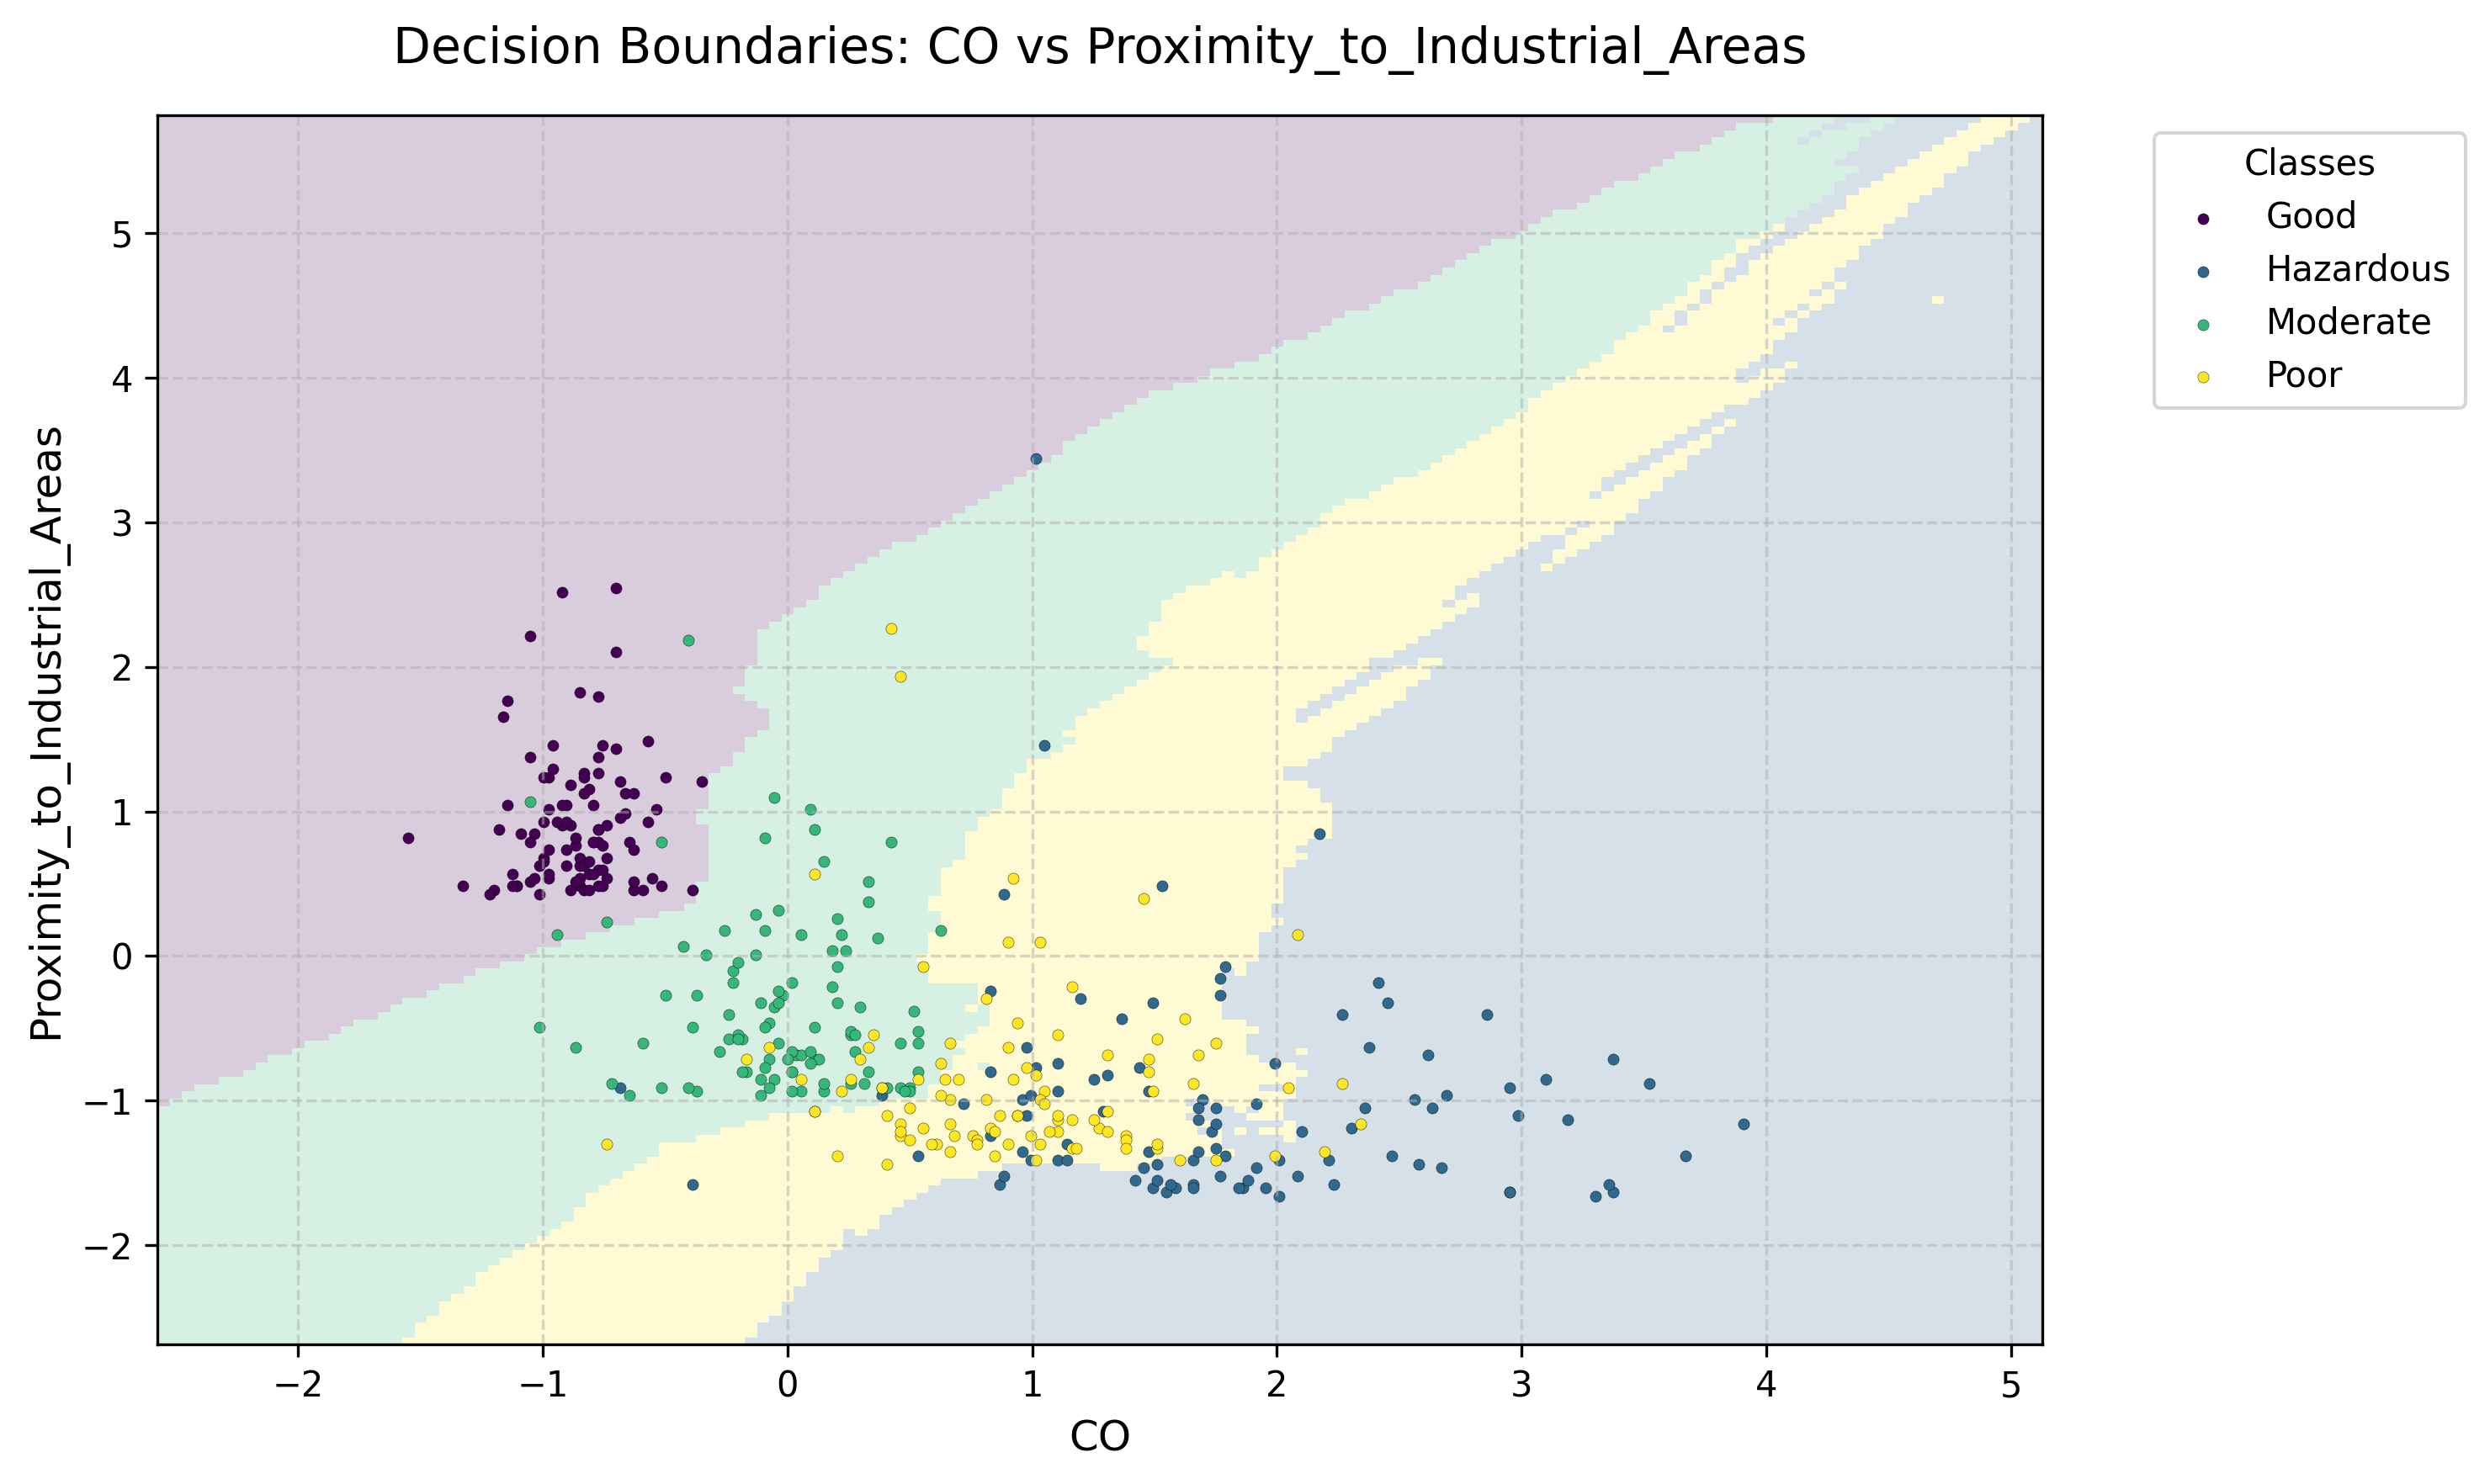 Decision Boundaries: CO vs Proximity_to_Industrial_Areas
Classes
Good
Hazardous
Moderate
Poor
Proximity_to_Industrial_Areas
5
4
3
2
1
0
−1
−2
−2
−1
0
1
2
3
4
5
CO